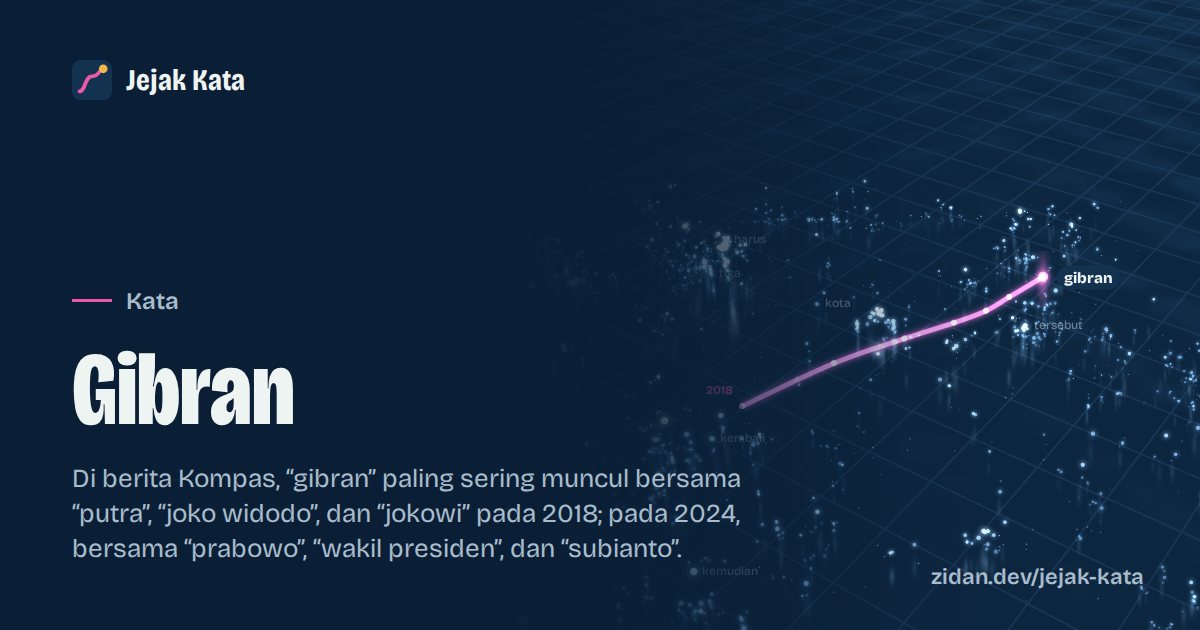 Jejak Kata
Kata
Gibran
Di berita Kompas, “gibran” paling sering muncul bersama
“putra”, “joko widodo”, dan “jokowi” pada 2018; pada 2024,
bersama “prabowo”, “wakil presiden”, dan “subianto”.
harus
tiga
kota
gibran
tersebut
2018
kembali
kemudian
zidan.dev/jejak-kata